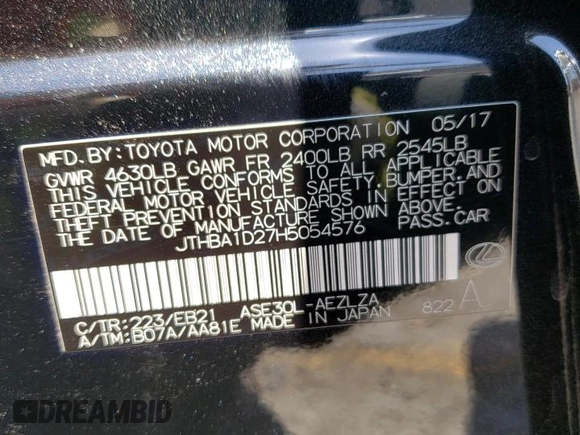 MFD. BY: TOYOTA MOTOR CORPORATION 05/17
GVWR 4630LB GAWR FR 2400LB RR 2545LB
THIS VEHICLE CONFORMS TO ALL APPLICABLE
FEDERAL MOTOR VEHICLE SAFETY, BUMPER, AND
THEFT PREVENTION STANDARDS IN EFFECT ON
THE DATE OF MANUFACTURE SHOWN ABOVE.
JTHBA1D27H5054576 PASS. CAR
C/TR: 223/EB21 ASE30L-AEZLZA
A/TM: B07A/AA81E MADE IN JAPAN 822 A
DREAMBID